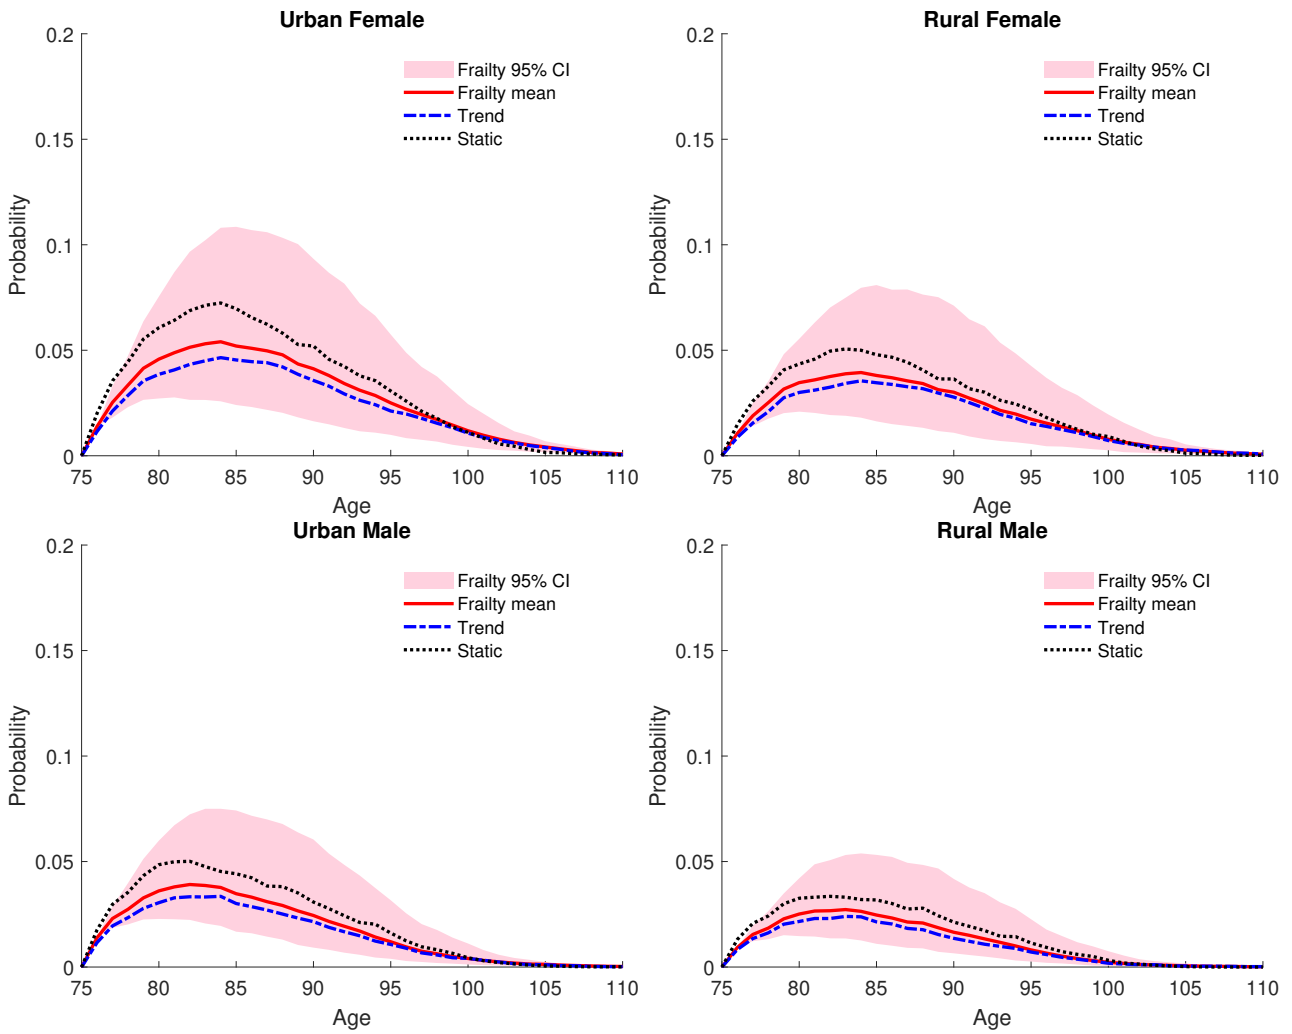 Urban Female
0.2
0.15
0.1
0.05
0
Probability
Frailty 95% CI
Frailty mean
Trend
Static
75 80 85 90 95 100 105 110
Age
Rural Female
0.2
0.15
0.1
0.05
0
Probability
Frailty 95% CI
Frailty mean
Trend
Static
75 80 85 90 95 100 105 110
Age
Urban Male
0.2
0.15
0.1
0.05
0
Probability
Frailty 95% CI
Frailty mean
Trend
Static
75 80 85 90 95 100 105 110
Age
Rural Male
0.2
0.15
0.1
0.05
0
Probability
Frailty 95% CI
Frailty mean
Trend
Static
75 80 85 90 95 100 105 110
Age